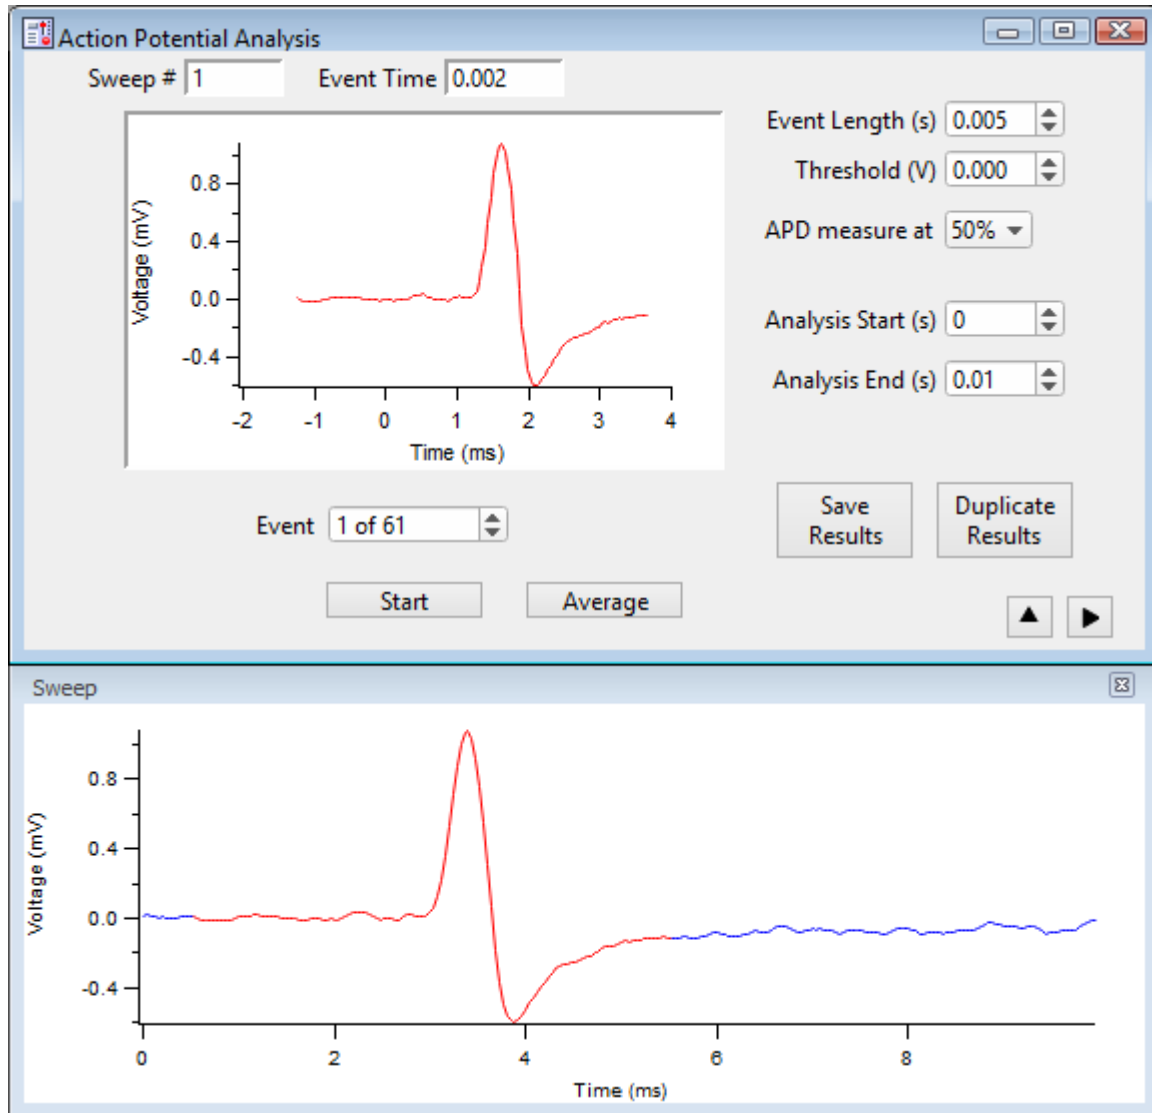 Action Potential Analysis
Sweep # 1 Event Time 0.002
Event Length (s) 0.005
Threshold (V) 0.000
APD measure at 50%
Analysis Start (s) 0
Analysis End (s) 0.01
Voltage (mV)
0.8
0.4
0.0
-0.4
-2 -1 0 1 2 3 4
Time (ms)
Event 1 of 61
Save Results
Duplicate Results
Start Average
Sweep
Voltage (mV)
0.8
0.4
0.0
-0.4
0 2 4 6 8
Time (ms)